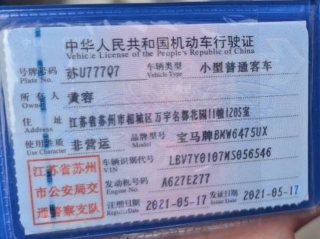 中华人民共和国机动车行驶证
Vehicle License of the People's Republic of China
号牌号码 苏U777Q7 车辆类型 小型普通客车
Plate No. Vehicle Type
所有人 黄容
Owner
住址 江苏省苏州市相城区万字名都花园11幢1205室
Address
使用性质 非营运 品牌型号 宝马牌BKW6475UX
Use Character Model
江苏省苏州
市公安局交
通警察支队
车辆识别代号 LBV7Y0107MS056546
VIN
发动机号码 A627E277
Engine No.
注册日期 2021-05-17 发证日期 2021-05-17
Register Date Issue Date